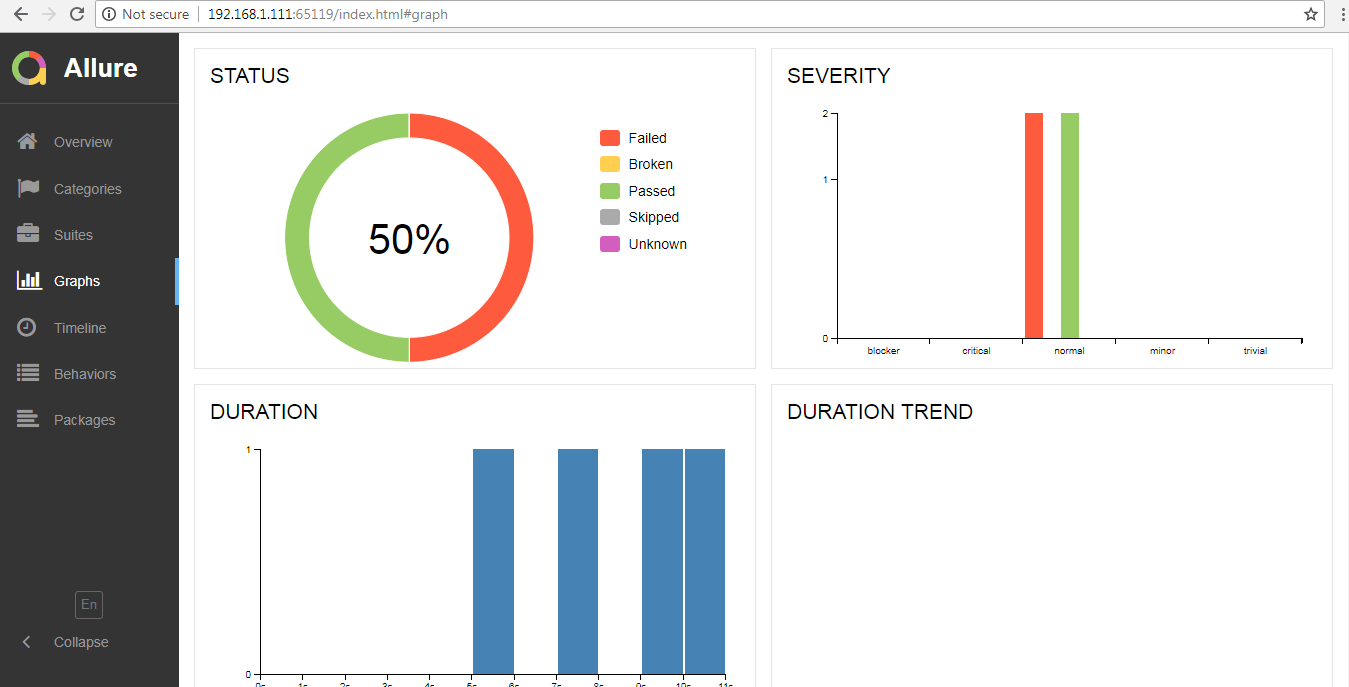 Not secure | 192.168.1.111:65119/index.html#graph
Allure
Overview
Categories
Suites
Graphs
Timeline
Behaviors
Packages
En
Collapse
STATUS
50%
Failed
Broken
Passed
Skipped
Unknown
SEVERITY
2
1
0
blocker critical normal minor trivial
DURATION
1
0
0s 1s 2s 3s 4s 5s 6s 7s 8s 9s 10s 11s
DURATION TREND